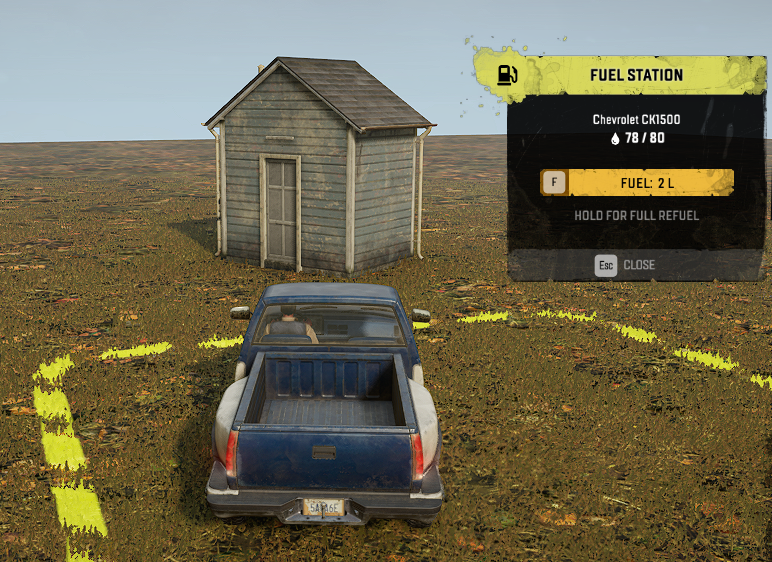 FUEL STATION
Chevrolet CK1500
78 / 80
F
FUEL: 2 L
HOLD FOR FULL REFUEL
Esc CLOSE